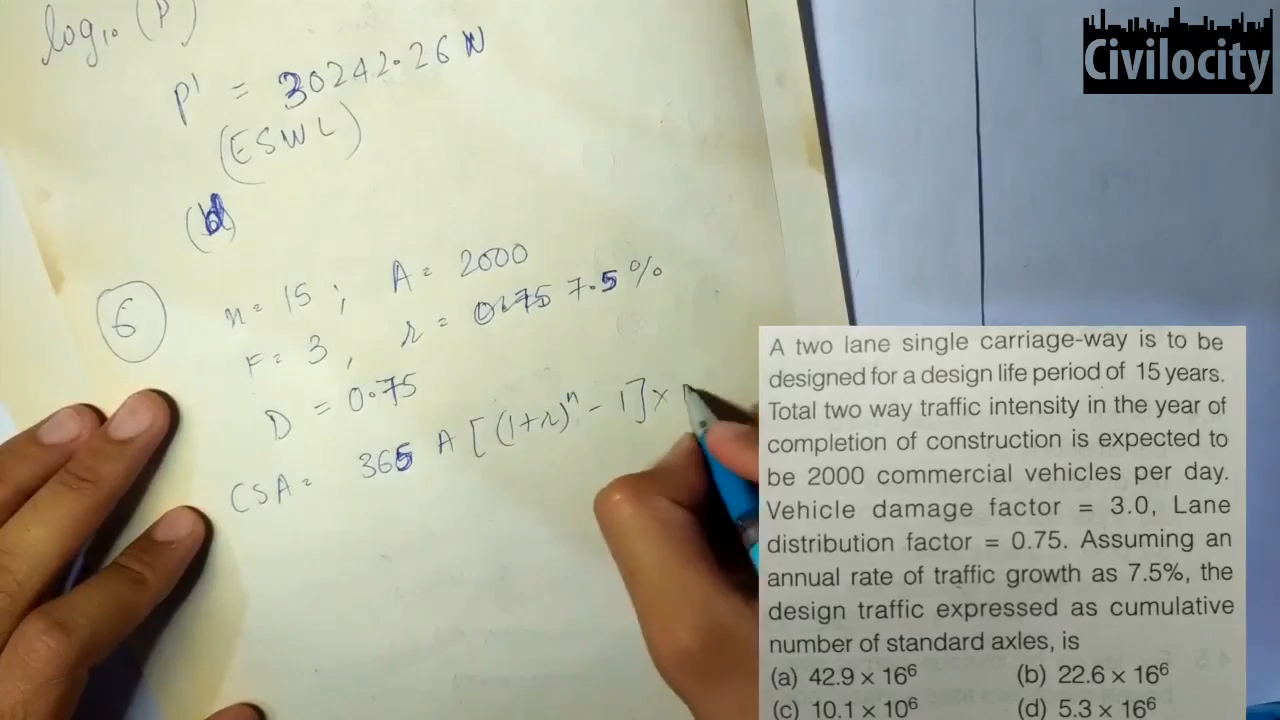 log10 (P)
P' = 30242.26 N
(ESWL)
(d)
6
n = 15 ; A = 2000
F = 3 , r = 7.5 %
D = 0.75
CSA = 365 A [(1+r)^n - 1] ×
Civilocity
A two lane single carriage-way is to be
designed for a design life period of 15 years.
Total two way traffic intensity in the year of
completion of construction is expected to
be 2000 commercial vehicles per day.
Vehicle damage factor = 3.0, Lane
distribution factor = 0.75. Assuming an
annual rate of traffic growth as 7.5%, the
design traffic expressed as cumulative
number of standard axles, is
(a) 42.9 × 16⁶ (b) 22.6 × 16⁶
(c) 10.1 × 10⁶ (d) 5.3 × 16⁶